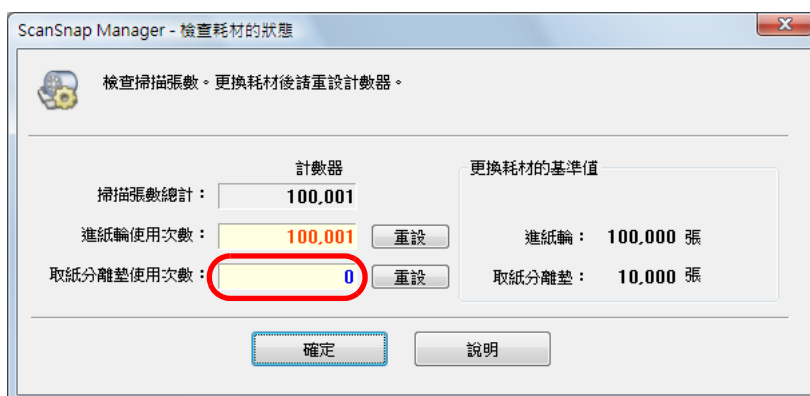 ScanSnap Manager - 檢查耗材的狀態
檢查掃描張數。更換耗材後請重設計數器。
計數器
更換耗材的基準值
掃描張數總計： 100,001
進紙輪使用次數： 100,001 重設
進紙輪： 100,000 張
取紙分離墊使用次數： 0 重設
取紙分離墊： 10,000 張
確定
說明